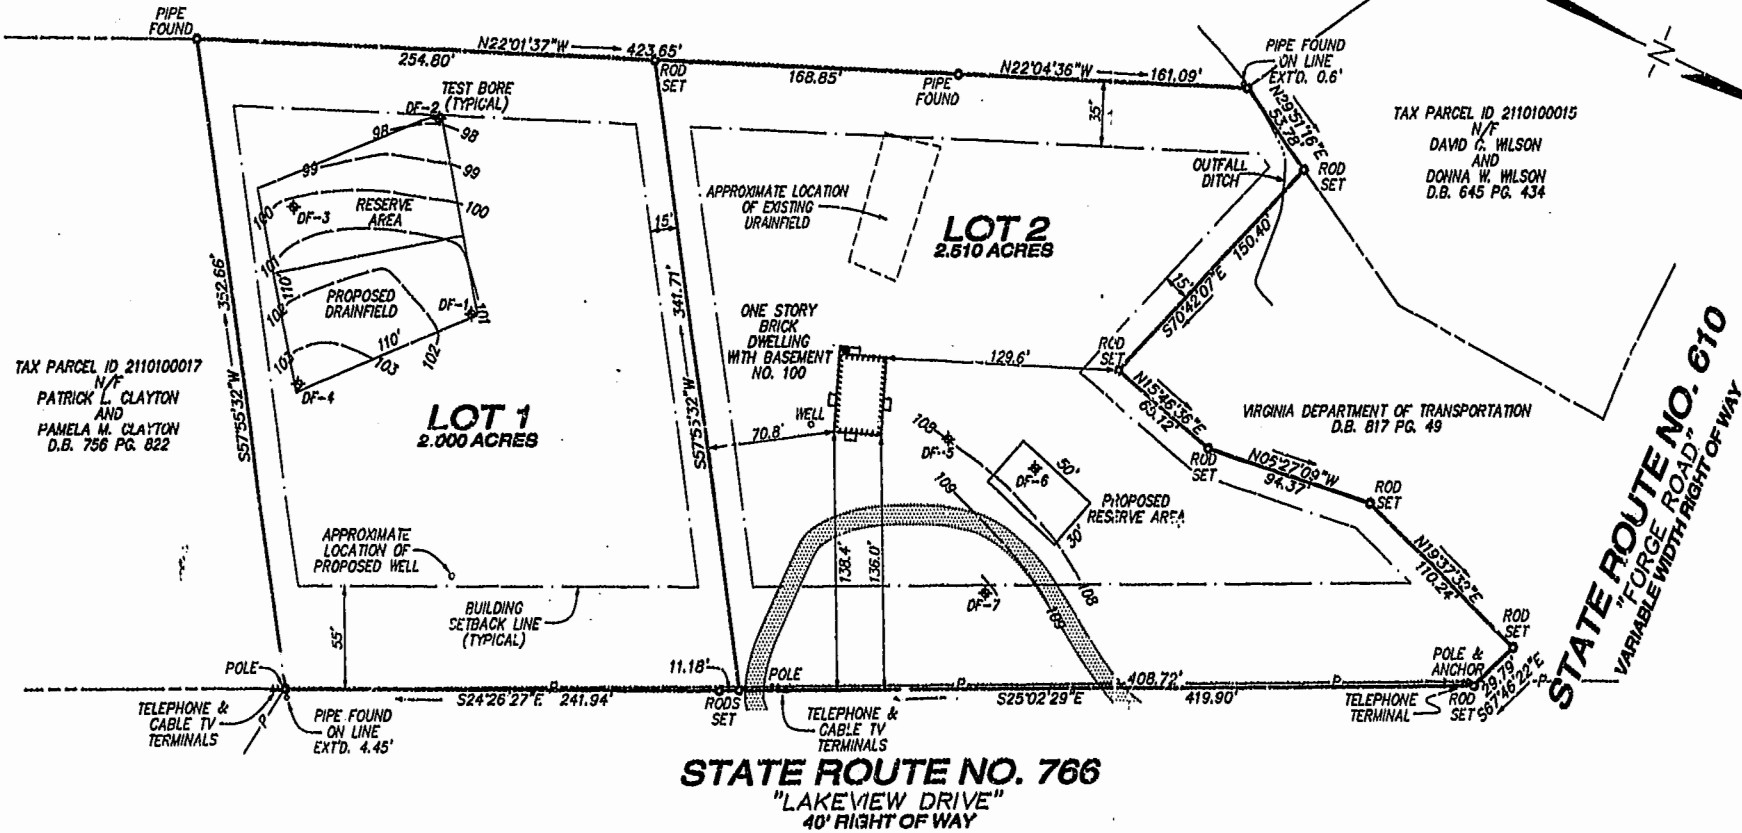 PIPE
FOUND
N22°01'37"W
423.65'
254.80'
ROD
SET
168.85'
PIPE
FOUND
N22°04'36"W
161.09'
PIPE FOUND
ON LINE
EXT'D. 0.6'
-N-
TEST BORE
(TYPICAL)
DF-2
98
98
99
99
100
100
DF-3
RESERVE
AREA
101
101
110'
102
102
PROPOSED
DRAINFIELD
DF-1
110'
103
103
DF-4
35'
N29°51'16"E
53.78'
ROD
SET
OUTFALL
DITCH
TAX PARCEL ID 2110100015
N/F
DAVID C. WILSON
AND
DONNA W. WILSON
D.B. 645 PG. 434
APPROXIMATE LOCATION
OF EXISTING
DRAINFIELD
LOT 2
2.510 ACRES
15'
341.71'
S57°55'32"W
352.66'
S57°55'32"W
150.40'
S70°42'07"E
15'
TAX PARCEL ID 2110100017
N/F
PATRICK L. CLAYTON
AND
PAMELA M. CLAYTON
D.B. 756 PG. 822
LOT 1
2.000 ACRES
ONE STORY
BRICK
DWELLING
WITH BASEMENT
NO. 100
WELL
70.8'
129.6'
ROD
SET
N15°46'36"E
ROD
SET
VIRGINIA DEPARTMENT OF TRANSPORTATION
D.B. 817 PG. 49
N05°27'09"W
94.37'
ROD
SET
108
DF-5
109
DF-6
50'
30'
PROPOSED
RESERVE AREA
138.4'
136.0'
DF-7
108
109
N19°37'32"E
110.24'
ROD
SET
APPROXIMATE
LOCATION OF
PROPOSED WELL
BUILDING
SETBACK LINE
(TYPICAL)
55'
POLE
TELEPHONE &
CABLE TV
TERMINALS
P
PIPE FOUND
ON LINE
EXT'D. 4.45'
S24°26'27"E
241.94'
P
11.18'
RODS
SET
POLE
TELEPHONE &
CABLE TV
TERMINALS
P
S25°02'29"E
408.72'
419.90'
P
POLE &
ANCHOR
TELEPHONE
TERMINAL
ROD
SET
29.79'
S67°46'22"E
P
STATE ROUTE NO. 610
"FORGE ROAD"
VARIABLE WIDTH RIGHT OF WAY
STATE ROUTE NO. 766
"LAKEVIEW DRIVE"
40' RIGHT OF WAY